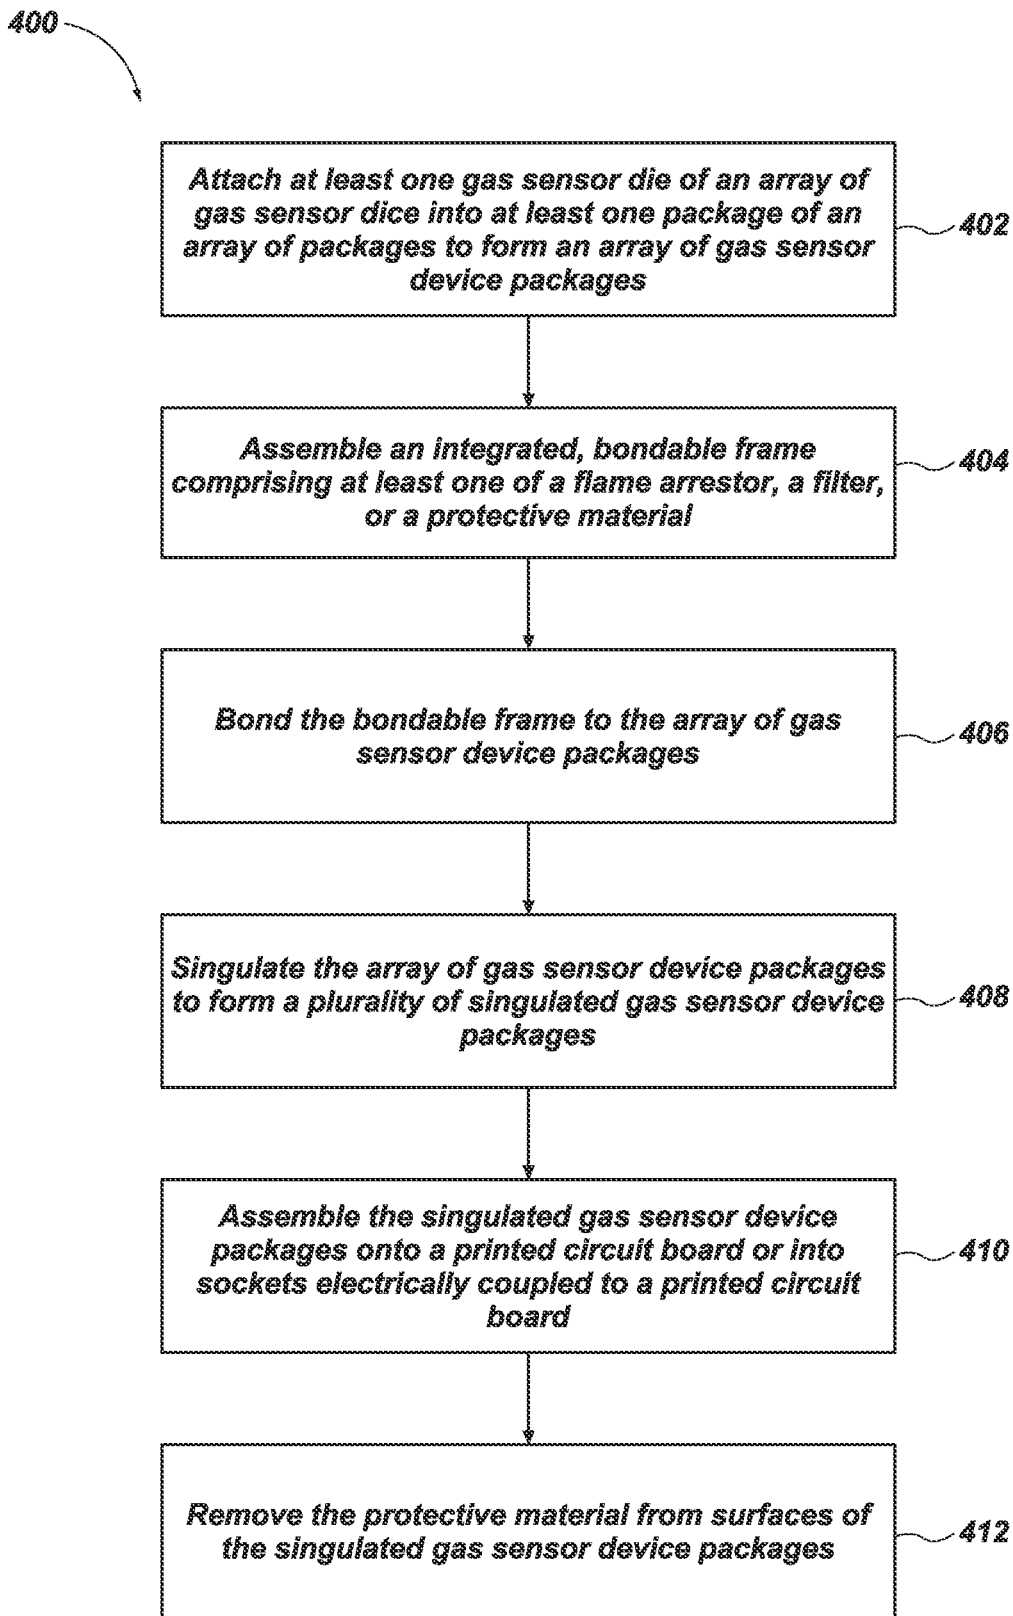 400
Attach at least one gas sensor die of an array of
gas sensor dice into at least one package of an
array of packages to form an array of gas sensor
device packages
402
Assemble an integrated, bondable frame
comprising at least one of a flame arrestor, a filter,
or a protective material
404
Bond the bondable frame to the array of gas
sensor device packages
406
Singulate the array of gas sensor device packages
to form a plurality of singulated gas sensor device
packages
408
Assemble the singulated gas sensor device
packages onto a printed circuit board or into
sockets electrically coupled to a printed circuit
board
410
Remove the protective material from surfaces of
the singulated gas sensor device packages
412